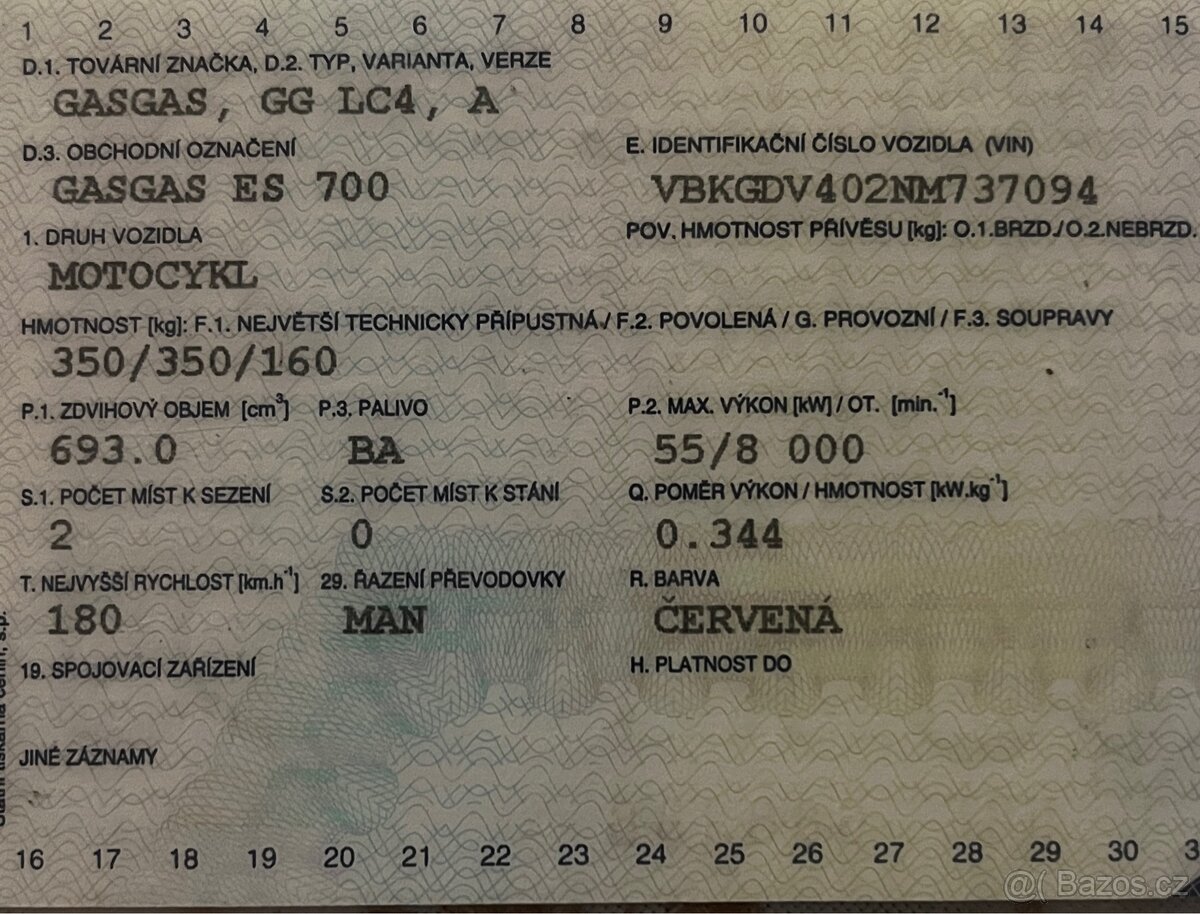 1 2 3 4 5 6 7 8 9 10 11 12 13 14 15
D.1. TOVÁRNÍ ZNAČKA, D.2. TYP, VARIANTA, VERZE
GASGAS, GG LC4, A
D.3. OBCHODNÍ OZNAČENÍ E. IDENTIFIKAČNÍ ČÍSLO VOZIDLA (VIN)
GASGAS ES 700 VBKGDV402NM737094
1. DRUH VOZIDLA POV. HMOTNOST PŘÍVĚSU [kg]: O.1.BRZD./O.2.NEBRZD.
MOTOCYKL
HMOTNOST [kg]: F.1. NEJVĚTŠÍ TECHNICKY PŘÍPUSTNÁ / F.2. POVOLENÁ / G. PROVOZNÍ / F.3. SOUPRAVY
350/350/160
P.1. ZDVIHOVÝ OBJEM [cm³] P.3. PALIVO P.2. MAX. VÝKON [kW] / OT. [min.⁻¹]
693.0 BA 55/8 000
S.1. POČET MÍST K SEZENÍ S.2. POČET MÍST K STÁNÍ Q. POMĚR VÝKON / HMOTNOST [kW.kg⁻¹]
2 0 0.344
T. NEJVYŠŠÍ RYCHLOST [km.h⁻¹] 29. ŘAZENÍ PŘEVODOVKY R. BARVA
180 MAN ČERVENÁ
19. SPOJOVACÍ ZAŘÍZENÍ H. PLATNOST DO
JINÉ ZÁZNAMY
16 17 18 19 20 21 22 23 24 25 26 27 28 29 30 3
Bazos.cz